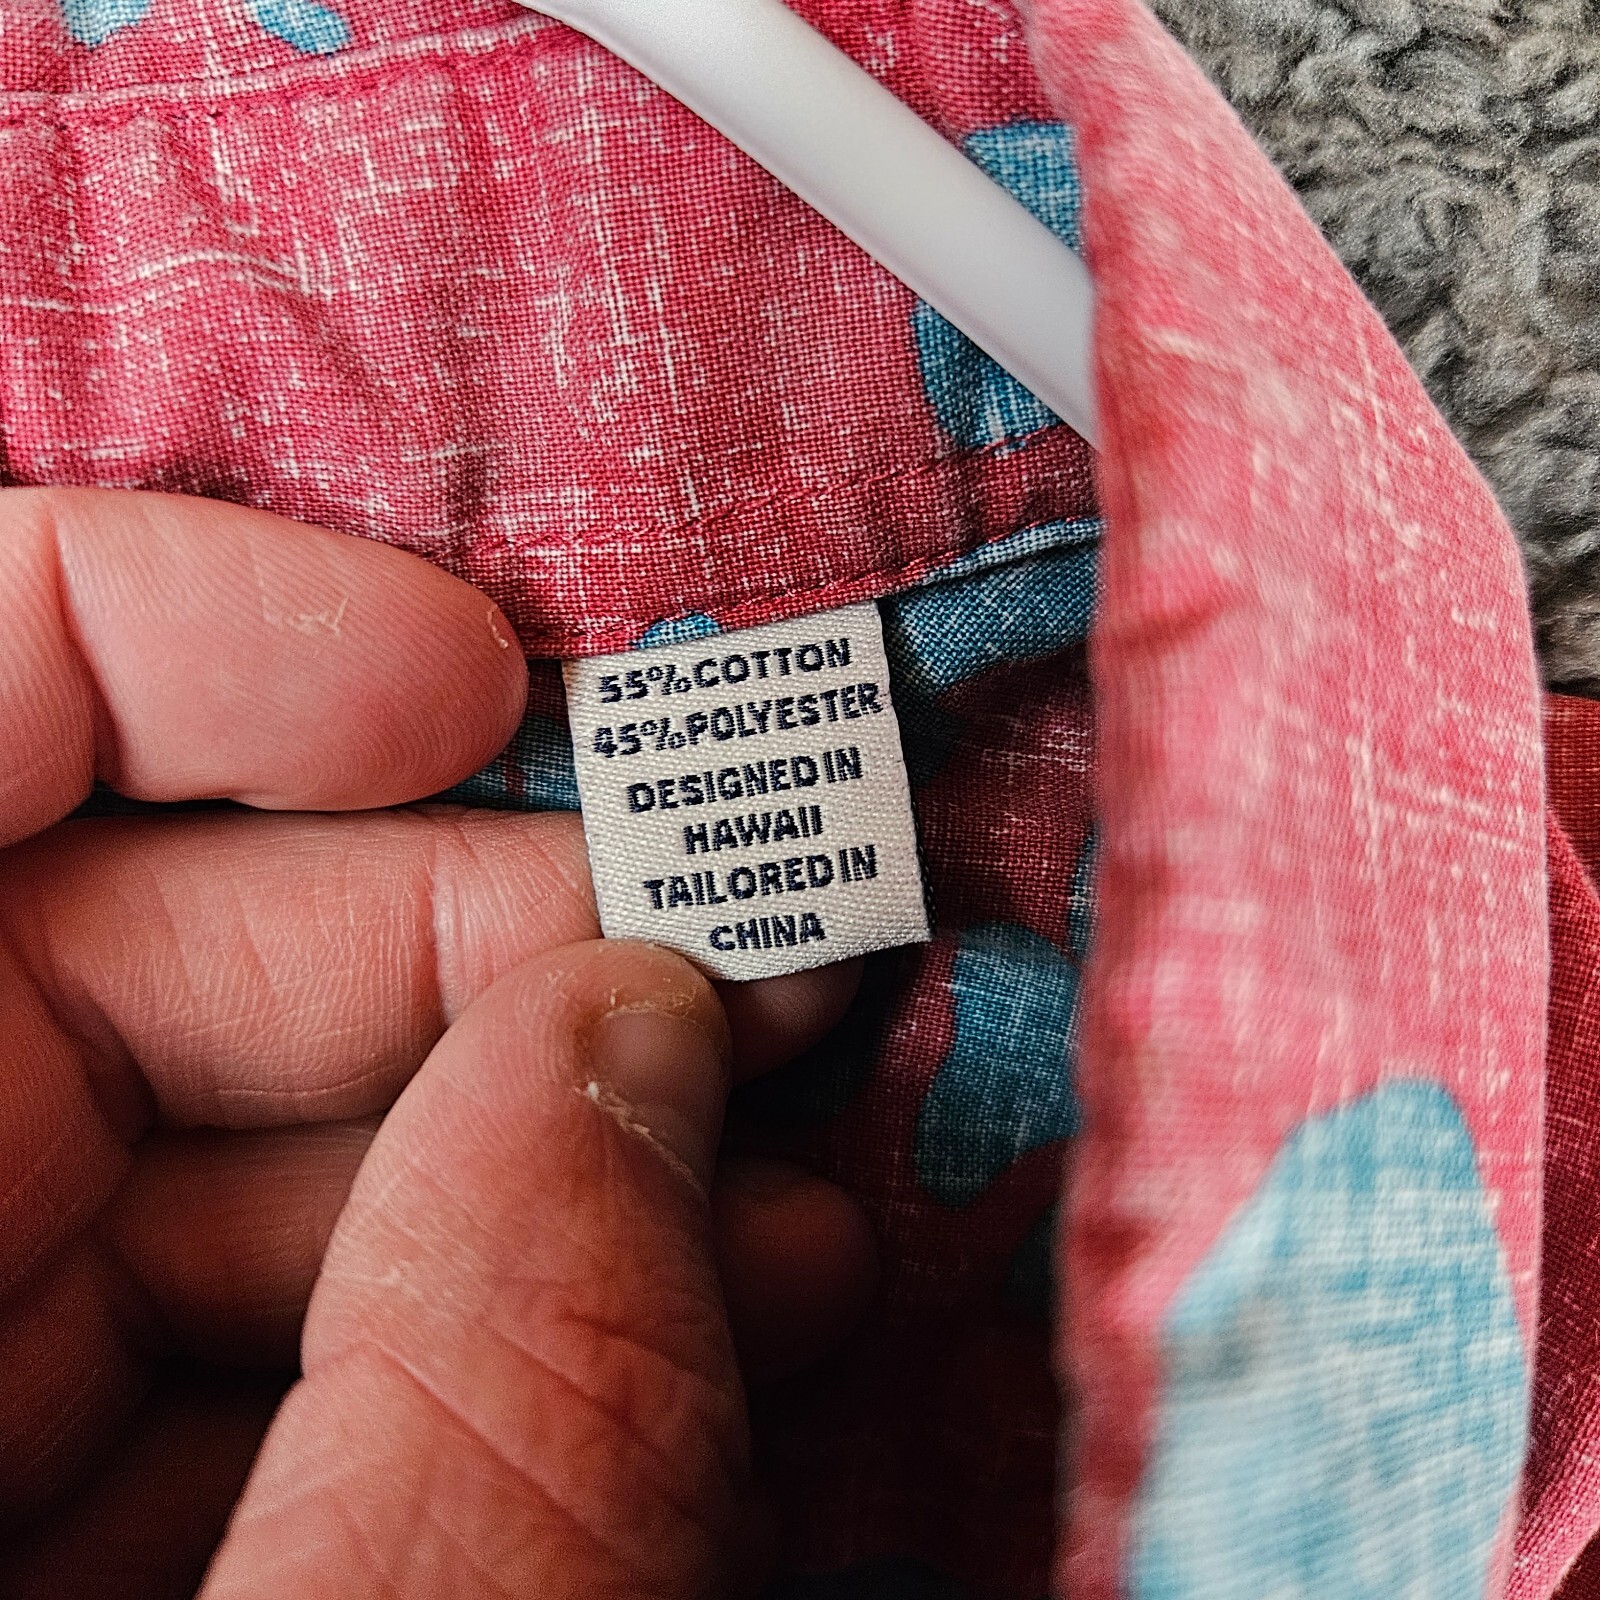 55%COTTON
45%POLYESTER
DESIGNED IN
HAWAII
TAILORED IN
CHINA